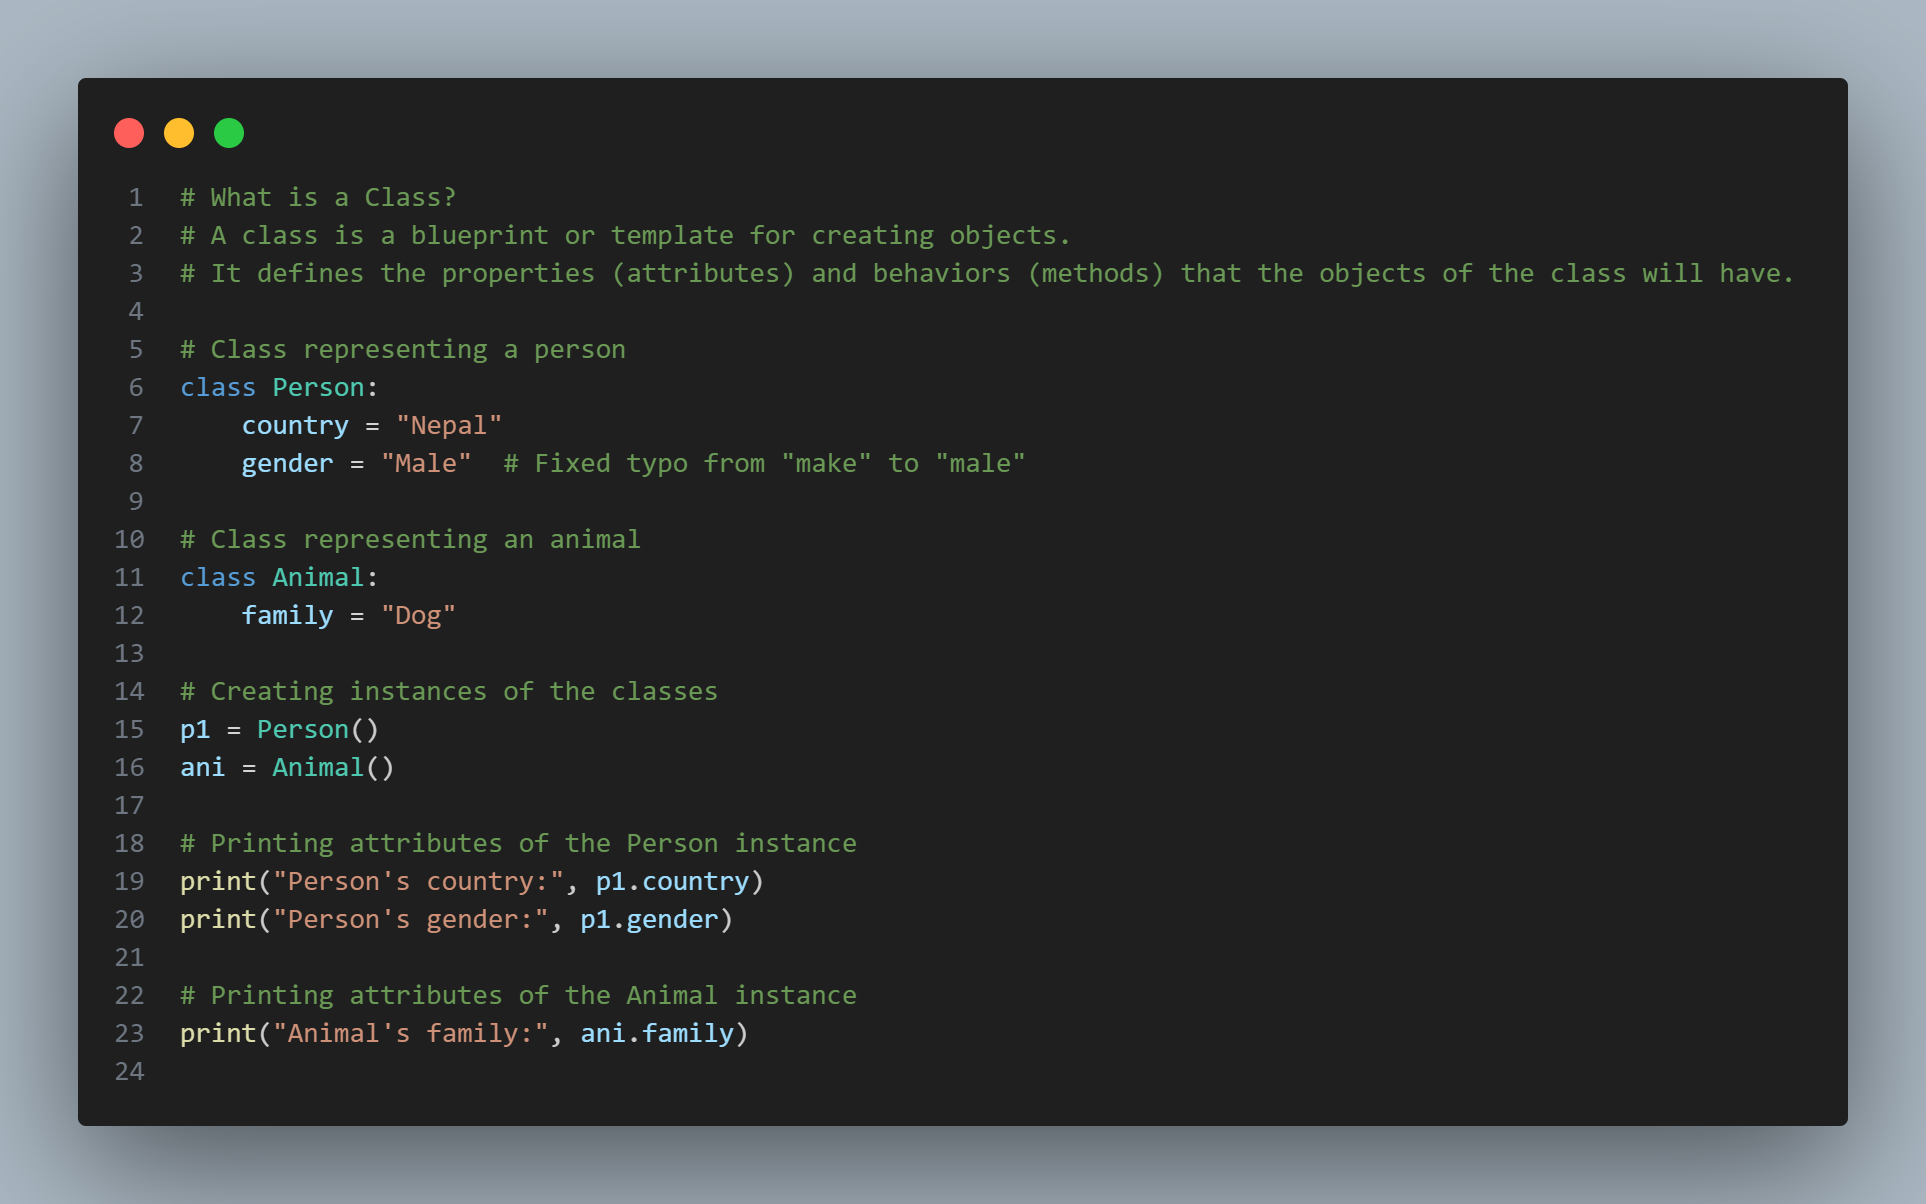 1 # What is a Class?
2 # A class is a blueprint or template for creating objects.
3 # It defines the properties (attributes) and behaviors (methods) that the objects of the class will have.
4
5 # Class representing a person
6 class Person:
7     country = "Nepal"
8     gender = "Male"  # Fixed typo from "make" to "male"
9
10 # Class representing an animal
11 class Animal:
12     family = "Dog"
13
14 # Creating instances of the classes
15 p1 = Person()
16 ani = Animal()
17
18 # Printing attributes of the Person instance
19 print("Person's country:", p1.country)
20 print("Person's gender:", p1.gender)
21
22 # Printing attributes of the Animal instance
23 print("Animal's family:", ani.family)
24